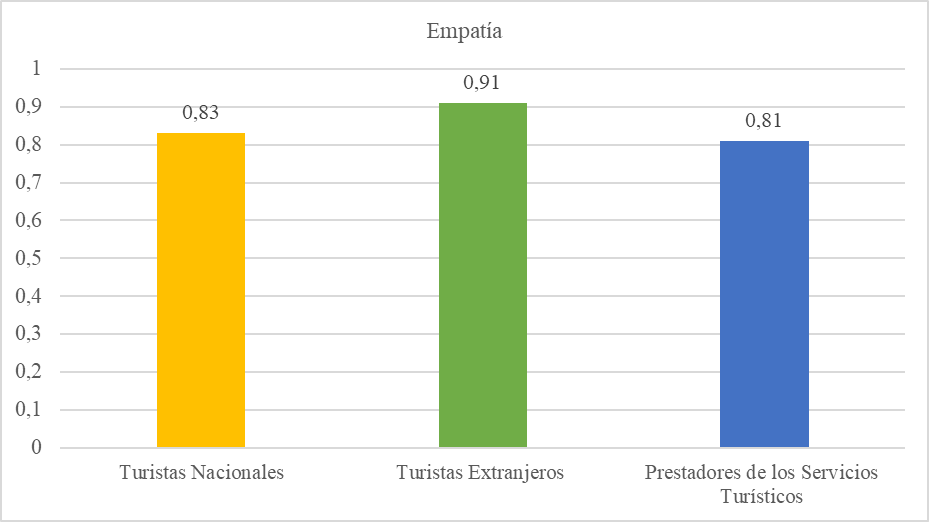 Empatía
1
0,9
0,8
0,7
0,6
0,5
0,4
0,3
0,2
0,1
0
0,83
0,91
0,81
Turistas Nacionales
Turistas Extranjeros
Prestadores de los Servicios
Turísticos